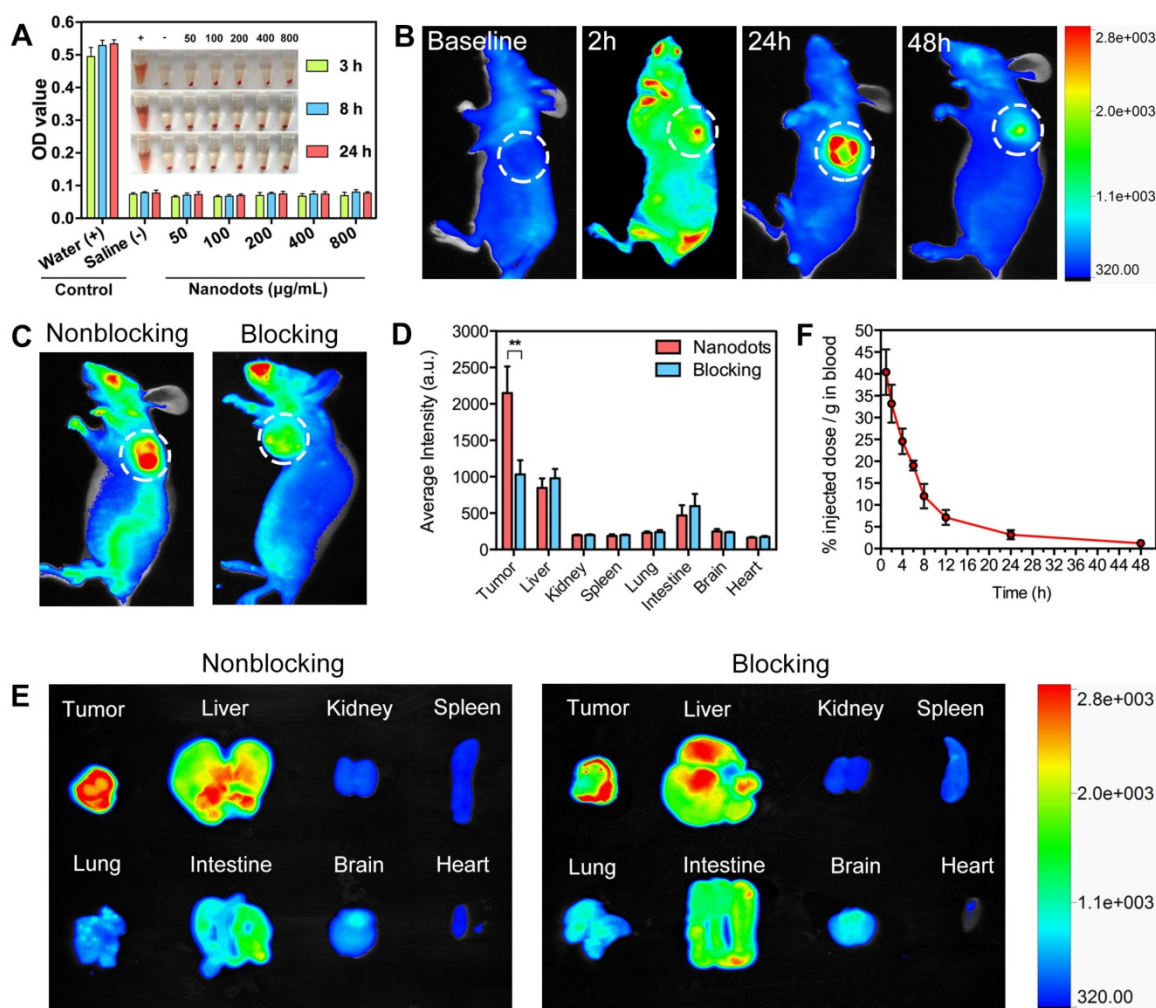 A
OD value
0.6
0.5
0.4
0.3
0.2
0.1
0.0
+ - 50 100 200 400 800
3 h
8 h
24 h
Water (+)
Saline (-)
50
100
200
400
800
Control
Nanodots (μg/mL)
B
Baseline
2h
24h
48h
2.8e+003
2.0e+003
1.1e+003
320.00
C
Nonblocking
Blocking
D
Average Intensity (a.u.)
3000
2500
2000
1500
1000
500
0
**
Nanodots
Blocking
Tumor
Liver
Kidney
Spleen
Lung
Intestine
Brain
Heart
F
% injected dose / g in blood
50
45
40
35
30
25
20
15
10
5
0
0 4 8 12 16 20 24 28 32 36 40 44 48
Time (h)
E
Nonblocking
Tumor Liver Kidney Spleen
Lung Intestine Brain Heart
Blocking
Tumor Liver Kidney Spleen
Lung Intestine Brain Heart
2.8e+003
2.0e+003
1.1e+003
320.00